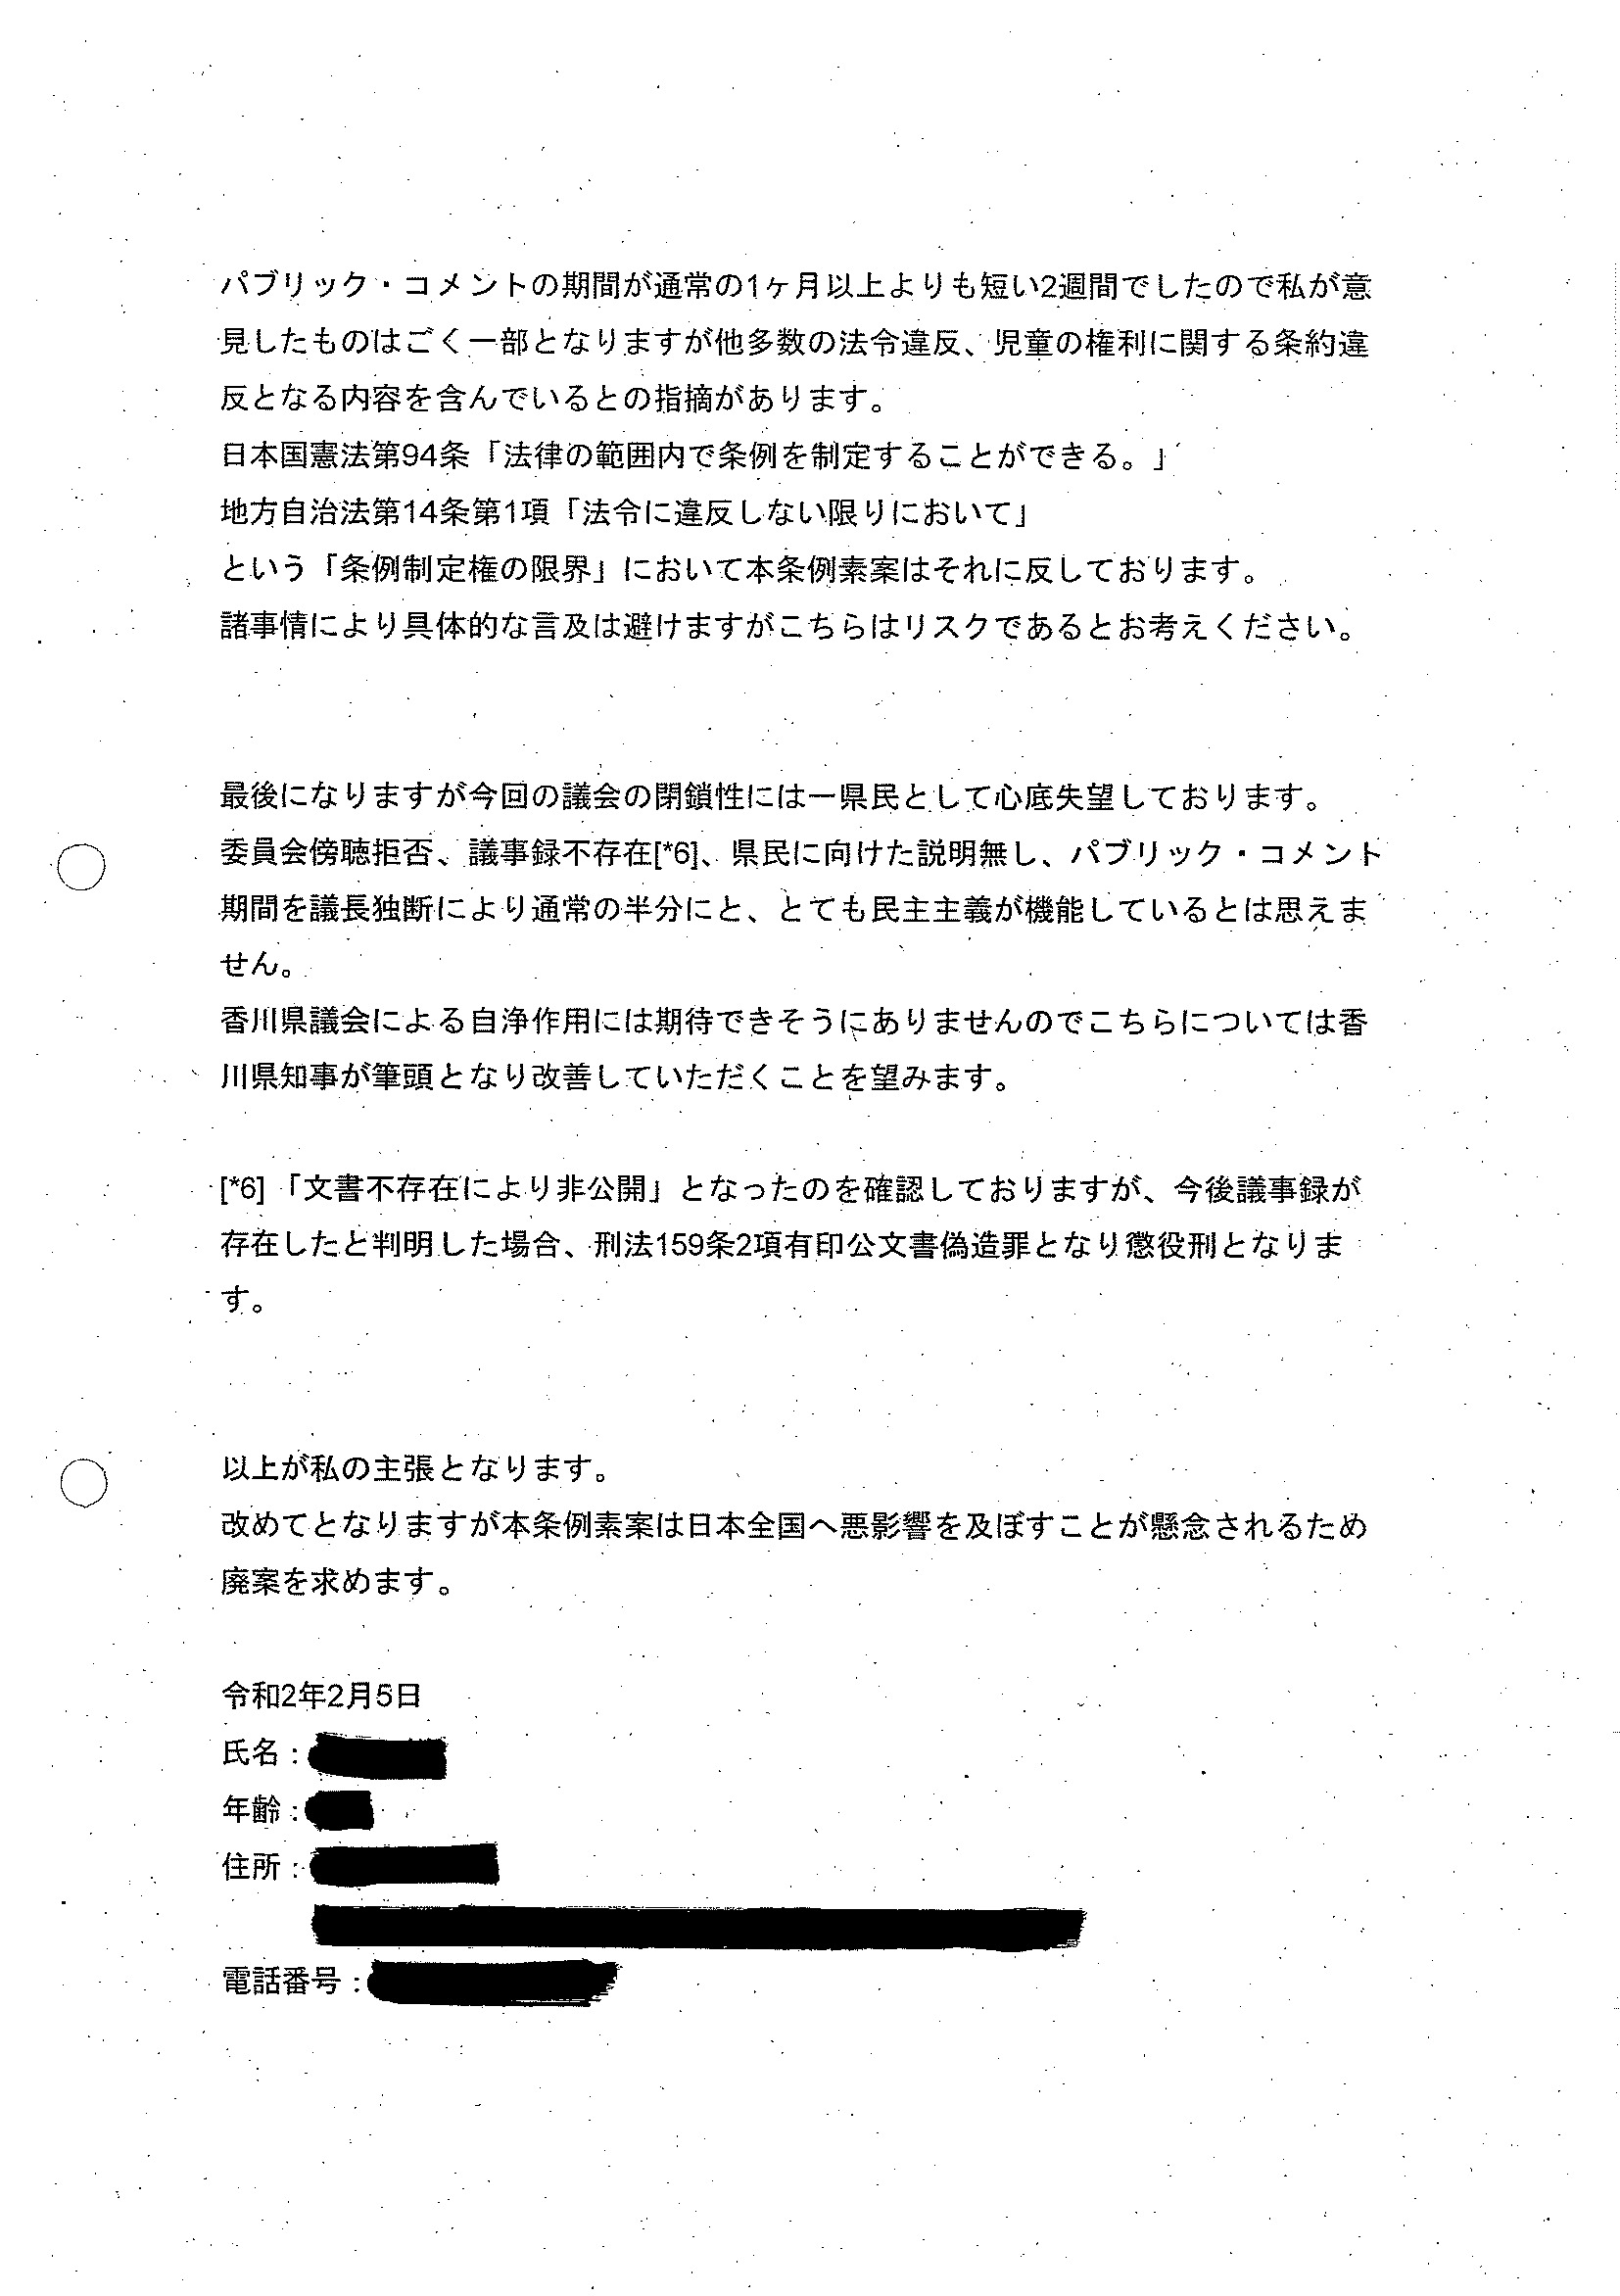 パブリック・コメントの期間が通常の1ヶ月以上よりも短い2週間でしたので私が意
見したものはごく一部となりますが他多数の法令違反、児童の権利に関する条約違
反となる内容を含んでいるとの指摘があります。
日本国憲法第94条「法律の範囲内で条例を制定することができる。」
地方自治法第14条第1項「法令に違反しない限りにおいて」
という「条例制定権の限界」において本条例素案はそれに反しております。
諸事情により具体的な言及は避けますがこちらはリスクであるとお考えください。
最後になりますが今回の議会の閉鎖性には一県民として心底失望しております。
委員会傍聴拒否、議事録不存在[*6]、県民に向けた説明無し、パブリック・コメント
期間を議長独断により通常の半分にと、とても民主主義が機能しているとは思えま
せん。
香川県議会による自浄作用には期待できそうにありませんのでこちらについては香
川県知事が筆頭となり改善していただくことを望みます。
[*6]「文書不存在により非公開」となったのを確認しておりますが、今後議事録が
存在したと判明した場合、刑法159条2項有印公文書偽造罪となり懲役刑となりま
す。
以上が私の主張となります。
改めてとなりますが本条例素案は日本全国へ悪影響を及ぼすことが懸念されるため
廃案を求めます。
令和2年2月5日
氏名：
年齢：
住所：
電話番号：